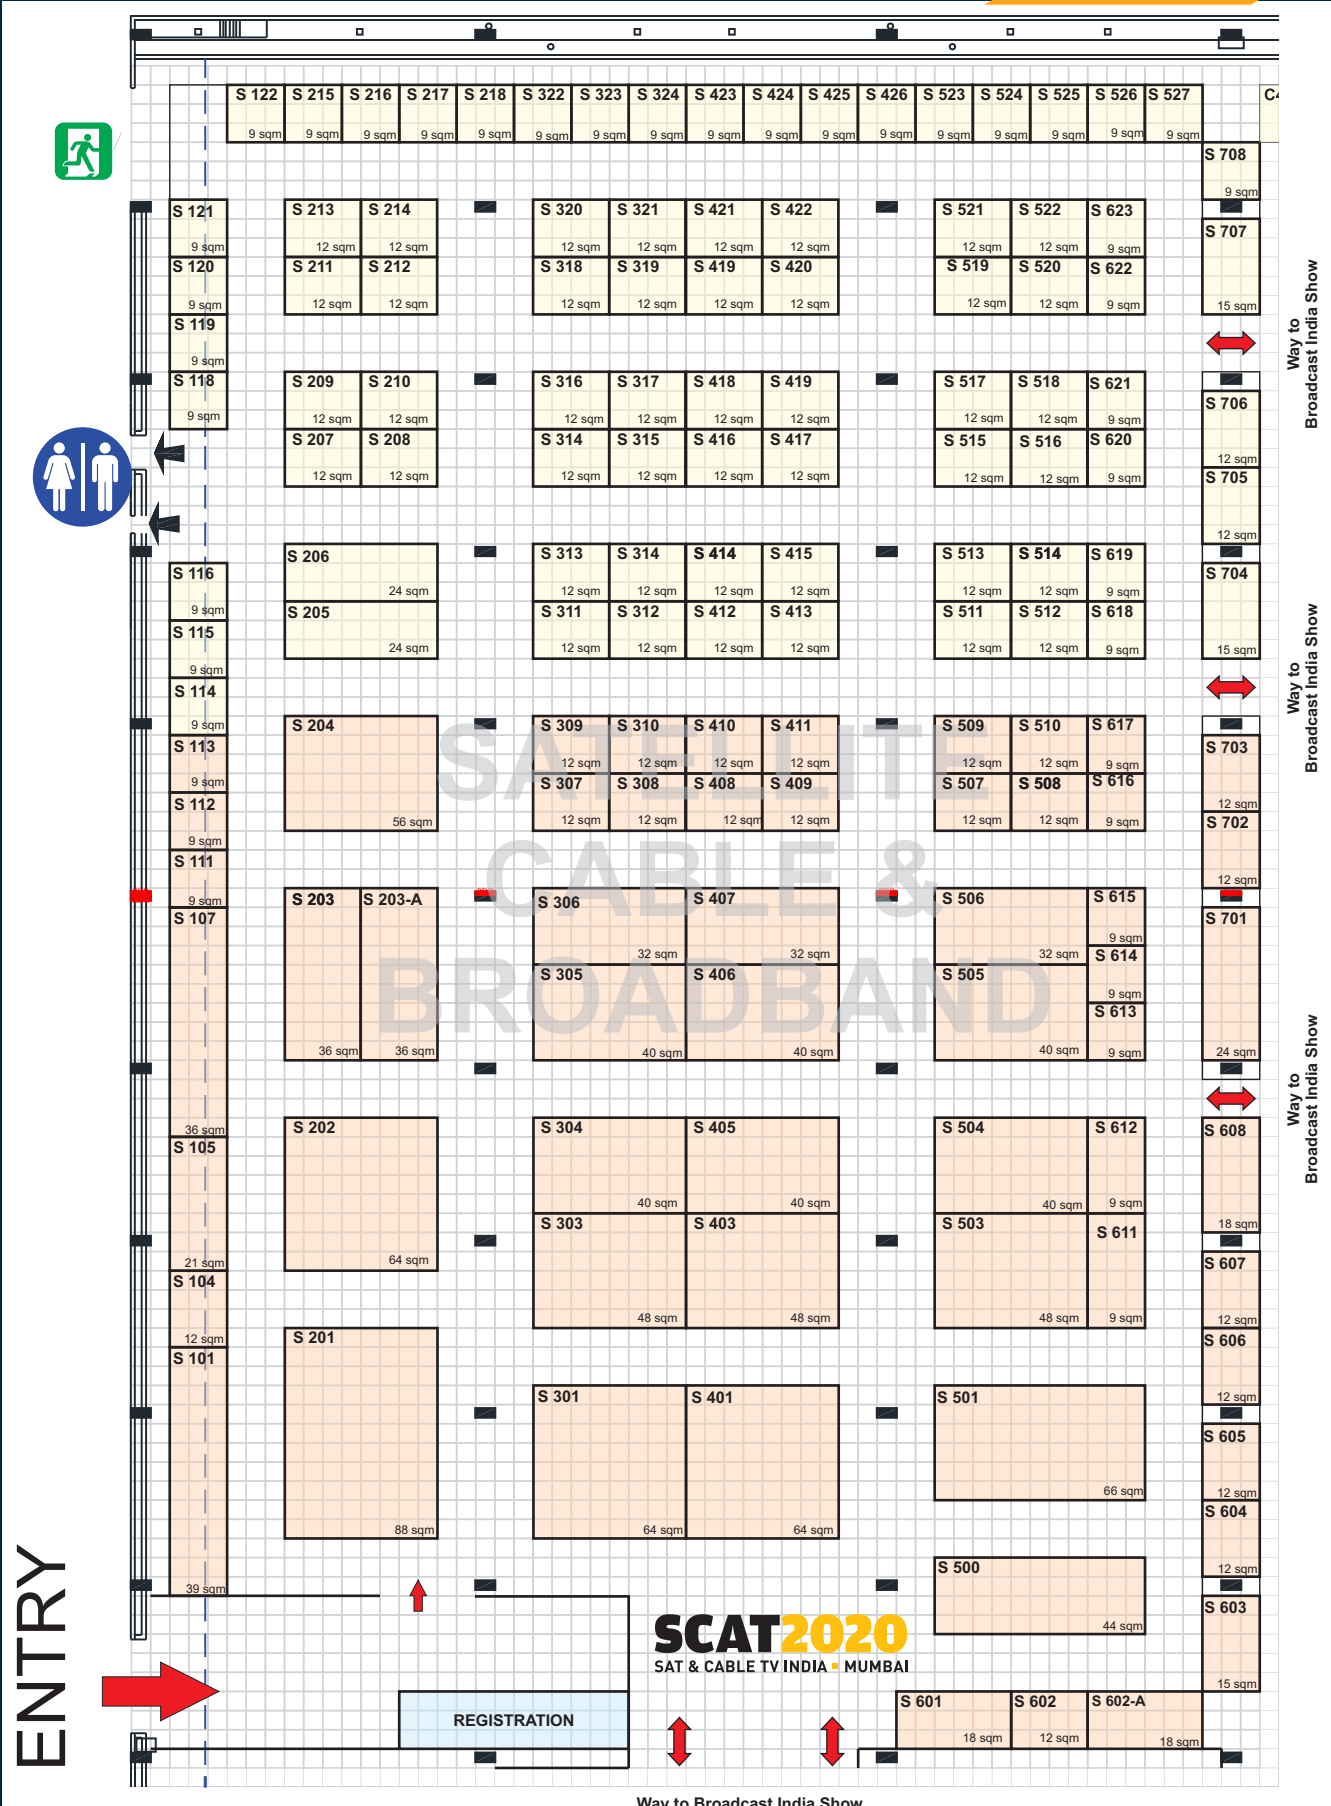 S 122 S 215 S 216 S 217 S 218 S 322 S 323 S 324 S 423 S 424 S 425 S 426 S 523 S 524 S 525 S 526 S 527
9 sqm 9 sqm 9 sqm 9 sqm 9 sqm 9 sqm 9 sqm 9 sqm 9 sqm 9 sqm 9 sqm 9 sqm 9 sqm 9 sqm 9 sqm 9 sqm 9 sqm
S 708
9 sqm
S 121 S 213 S 214 S 320 S 321 S 421 S 422 S 521 S 522 S 623
9 sqm 12 sqm 12 sqm 12 sqm 12 sqm 12 sqm 12 sqm 12 sqm 12 sqm 9 sqm
S 707
S 120 S 211 S 212 S 318 S 319 S 419 S 420 S 519 S 520 S 622
9 sqm 12 sqm 12 sqm 12 sqm 12 sqm 12 sqm 12 sqm 12 sqm 12 sqm 9 sqm 15 sqm
S 119
9 sqm
Way to
Broadcast India Show
S 118 S 209 S 210 S 316 S 317 S 418 S 419 S 517 S 518 S 621
9 sqm 12 sqm 12 sqm 12 sqm 12 sqm 12 sqm 12 sqm 12 sqm 12 sqm 9 sqm
S 706
12 sqm
S 207 S 208 S 314 S 315 S 416 S 417 S 515 S 516 S 620
12 sqm 12 sqm 12 sqm 12 sqm 12 sqm 12 sqm 12 sqm 12 sqm 9 sqm
S 705
12 sqm
S 206 S 313 S 314 S 414 S 415 S 513 S 514 S 619
24 sqm 12 sqm 12 sqm 12 sqm 12 sqm 12 sqm 12 sqm 9 sqm
S 116 S 704
9 sqm 15 sqm
S 205 S 311 S 312 S 412 S 413 S 511 S 512 S 618
24 sqm 12 sqm 12 sqm 12 sqm 12 sqm 12 sqm 12 sqm 9 sqm
S 115
9 sqm
S 114
9 sqm
Way to
Broadcast India Show
SATELLITE
CABLE &
BROADBAND
S 204 S 309 S 310 S 410 S 411 S 509 S 510 S 617
56 sqm 12 sqm 12 sqm 12 sqm 12 sqm 12 sqm 12 sqm 9 sqm
S 113 S 703
9 sqm 12 sqm
S 307 S 308 S 408 S 409 S 507 S 508 S 616
12 sqm 12 sqm 12 sqm 12 sqm 12 sqm 12 sqm 9 sqm
S 112 S 702
9 sqm 12 sqm
S 111
9 sqm
S 203 S 203-A S 306 S 407 S 506 S 615
36 sqm 36 sqm 32 sqm 32 sqm 32 sqm 9 sqm
S 107 S 701
36 sqm 24 sqm
S 305 S 406 S 505 S 614
40 sqm 40 sqm 40 sqm 9 sqm
S 613
9 sqm
Way to
Broadcast India Show
S 202 S 304 S 405 S 504 S 612 S 608
64 sqm 40 sqm 40 sqm 40 sqm 9 sqm 18 sqm
S 105
21 sqm
S 303 S 403 S 503 S 611
48 sqm 48 sqm 48 sqm 9 sqm
S 607
12 sqm
S 104
12 sqm
S 201 S 606
88 sqm 12 sqm
S 101
39 sqm
S 301 S 401 S 501
64 sqm 64 sqm 66 sqm
S 605
12 sqm
S 604
12 sqm
S 500
44 sqm
S 603
15 sqm
ENTRY
SCAT2020
SAT & CABLE TV INDIA MUMBAI
REGISTRATION
S 601 S 602 S 602-A
18 sqm 12 sqm 18 sqm
Way to Broadcast India Show